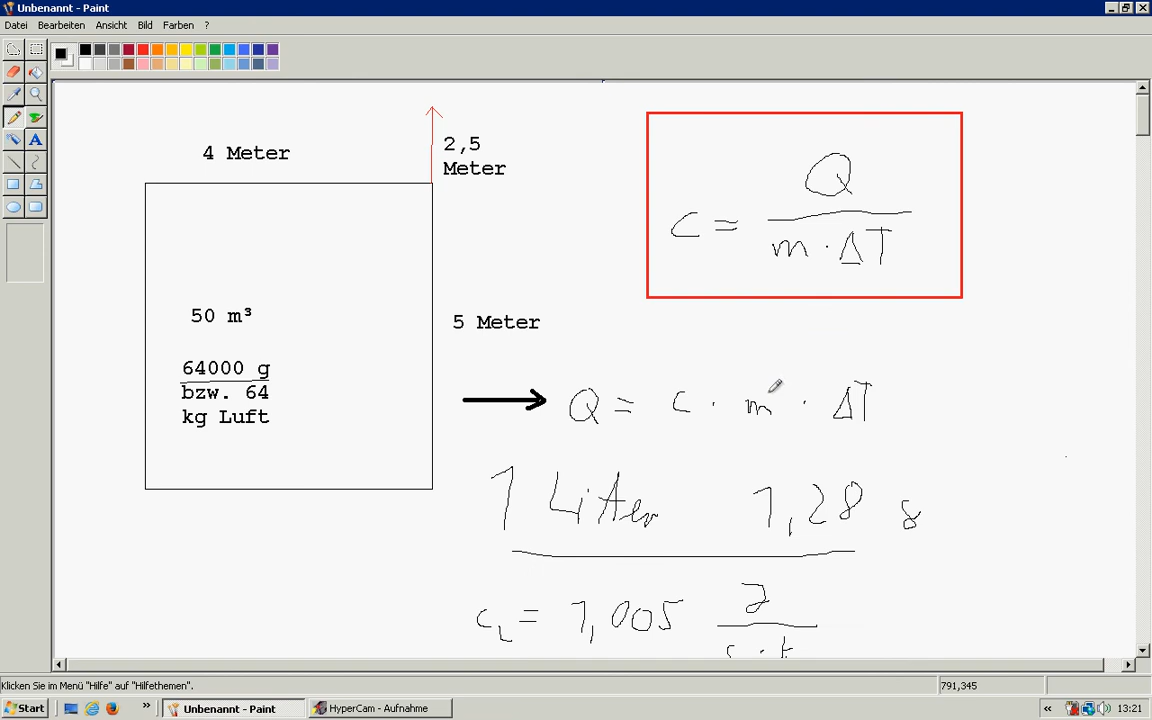 Unbenannt - Paint
Datei Bearbeiten Ansicht Bild Farben ?
4 Meter
2,5
Meter
c = Q / m · ΔT
50 m³
5 Meter
64000 g
bzw. 64
kg Luft
Q = c · m · ΔT
1 Liter 1,28 g
c_L = 1,005 J
Klicken Sie im Menü "Hilfe" auf "Hilfethemen".
791,345
Start
»
Unbenannt - Paint
HyperCam - Aufnahme
«
13:21